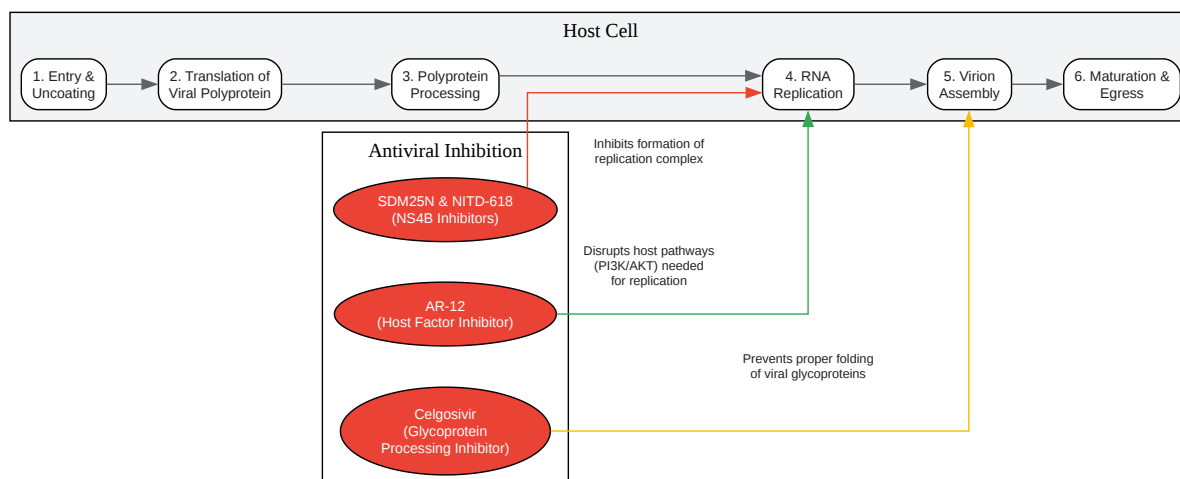 Host Cell
1. Entry &
Uncoating
2. Translation of
Viral Polyprotein
3. Polyprotein
Processing
4. RNA
Replication
5. Virion
Assembly
6. Maturation &
Egress
Antiviral Inhibition
SDM25N & NITD-618
(NS4B Inhibitors)
Inhibits formation of
replication complex
AR-12
(Host Factor Inhibitor)
Disrupts host pathways
(PI3K/AKT) needed
for replication
Celgosivir
(Glycoprotein
Processing Inhibitor)
Prevents proper folding
of viral glycoproteins